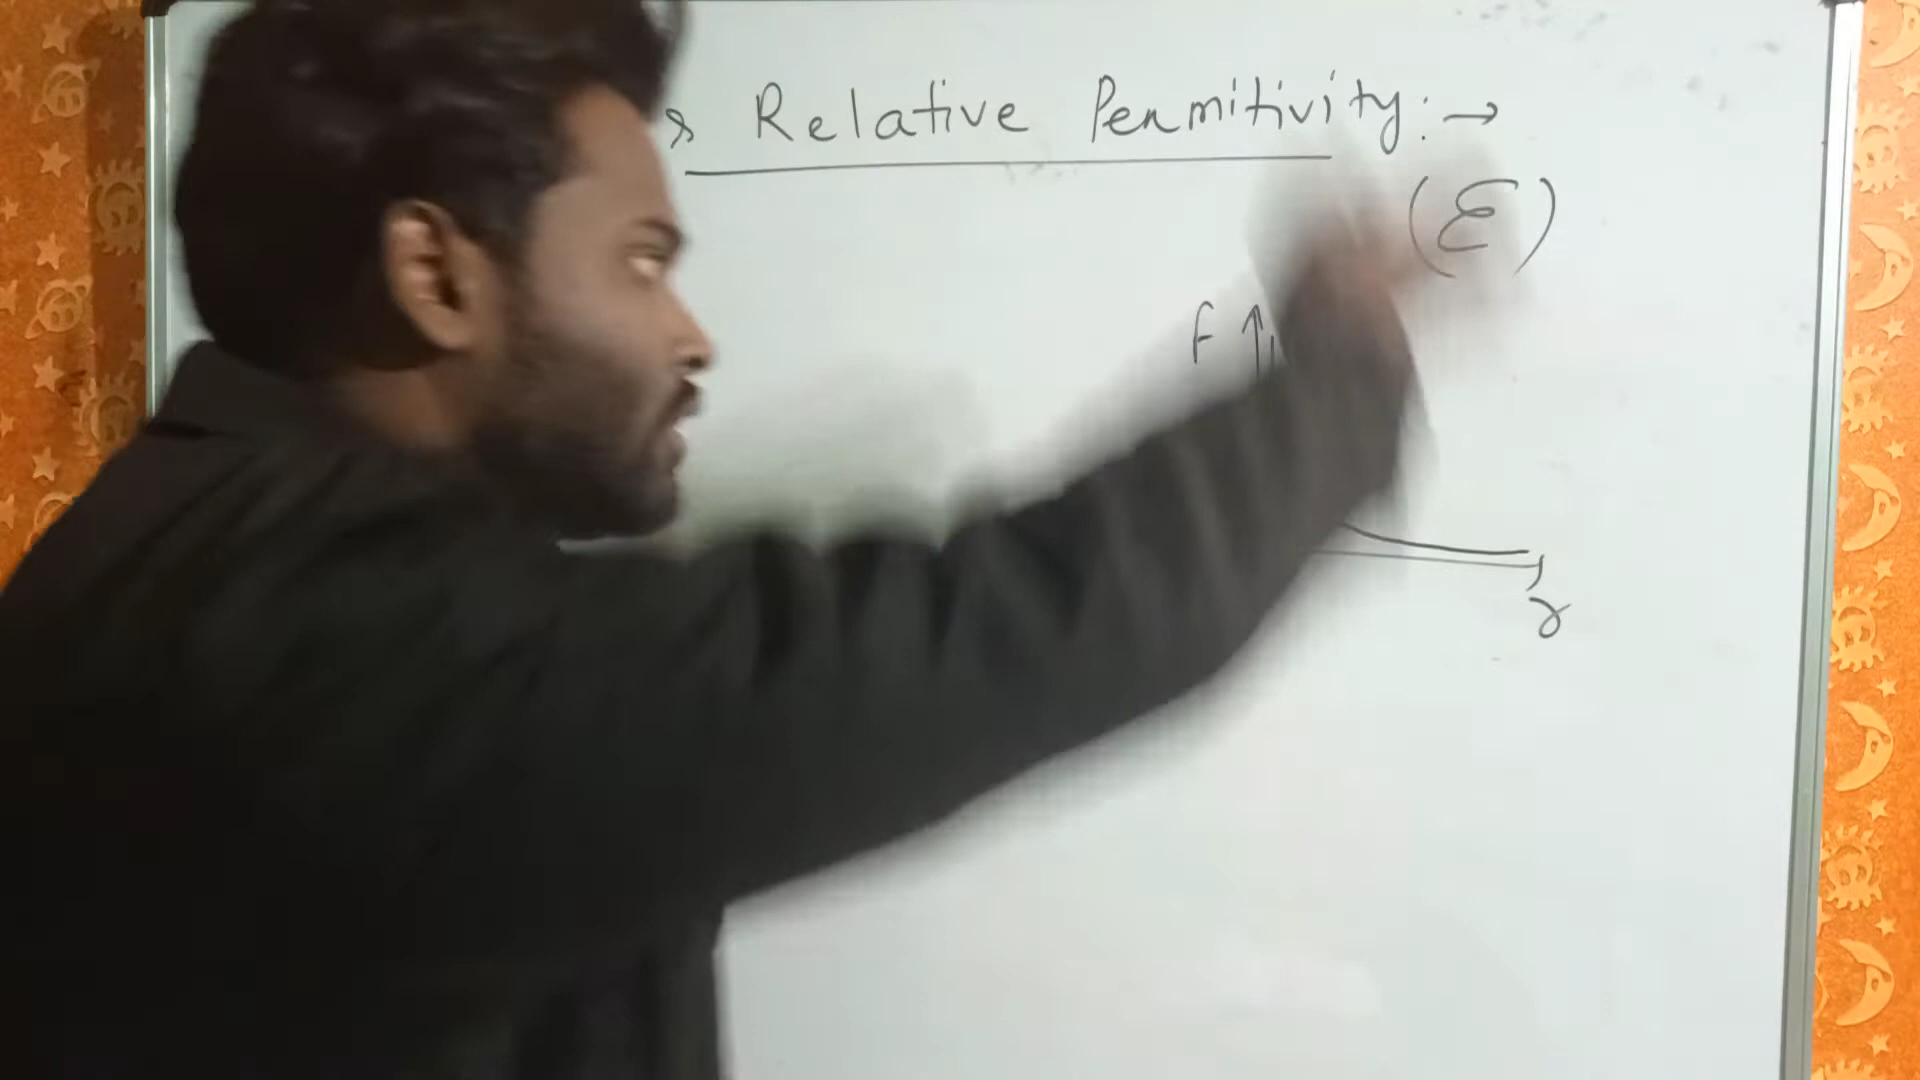 Relative Permitivity :→
(ε)
F
r